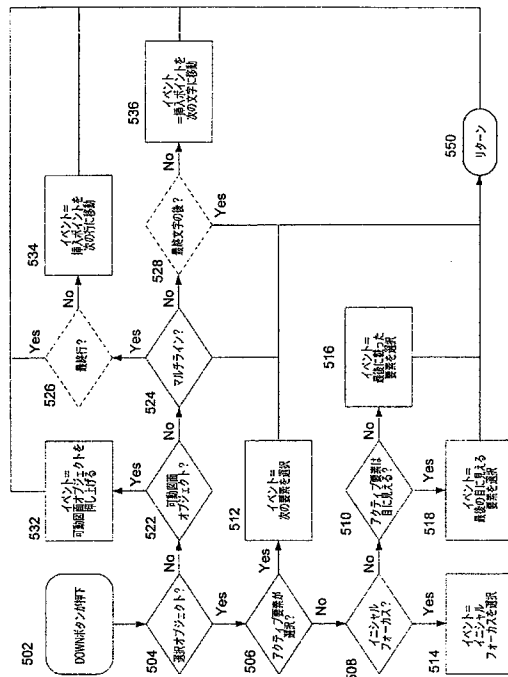 502
DOWNボタンが押下
504
選択オブジェクト?
No
Yes
522
可動図面
オブジェクト?
Yes
No
532
イベント=
可動図面オブジェクトを
押し上げる
524
マルチライン?
Yes
No
526
最終行?
Yes
No
534
イベント
=挿入ポイントを
次の行に移動
528
最終文字の後?
No
Yes
536
イベント
=挿入ポイントを
次の文字に移動
506
アクティブ要素が
選択?
Yes
No
512
イベント=
次の要素を選択
508
イニシャル
フォーカス?
No
Yes
510
アクティブ要素は
目に見える?
No
Yes
516
イベント=
要素を選択
514
イベント=
イニシャル
フォーカスを選択
518
イベント=
最後の目に見える
要素を選択
550
リターン